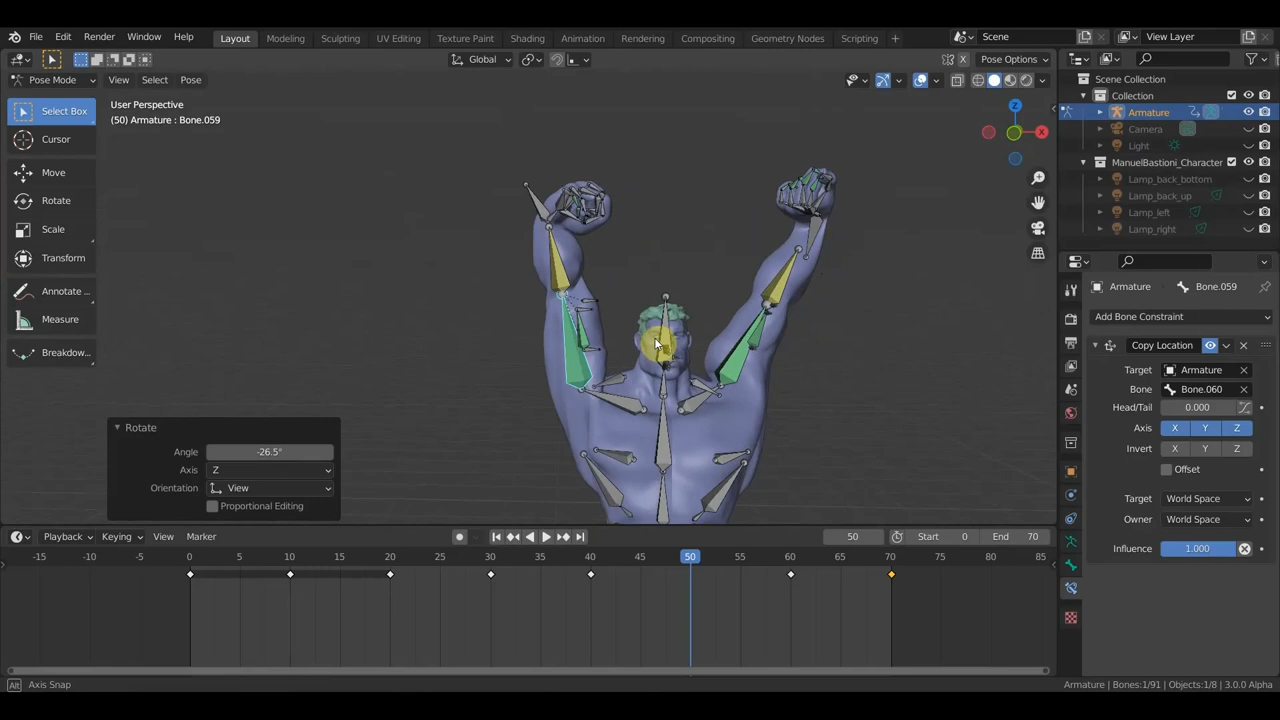 File Edit Render Window Help Layout Modeling Sculpting UV Editing Texture Paint Shading Animation Rendering Compositing Geometry Nodes Scripting + Scene View Layer
Global X Pose Options
Pose Mode View Select Pose
Scene Collection
Select Box
User Perspective
(50) Armature : Bone.059
Collection
Armature
Cursor
Camera
Light
Move
ManuelBastioni_Character
Lamp_back_bottom
Rotate
Lamp_back_up
Lamp_left
Scale
Lamp_right
Transform
Annotate ...
Armature Bone.059
Measure
Add Bone Constraint
Breakdow...
Copy Location
Target Armature
Bone Bone.060
Head/Tail 0.000
Rotate
Axis X Y Z
Angle -26.5°
Invert X Y Z
Axis Z
Offset
Orientation View
Target World Space
Proportional Editing
Owner World Space
Playback Keying View Marker 50 Start 0 End 70
Influence 1.000
-15 -10 -5 0 5 10 15 20 25 30 35 40 45 50 55 60 65 70 75 80 85
Alt Axis Snap Armature | Bones:1/91 | Objects:1/8 | 3.0.0 Alpha
X
Z